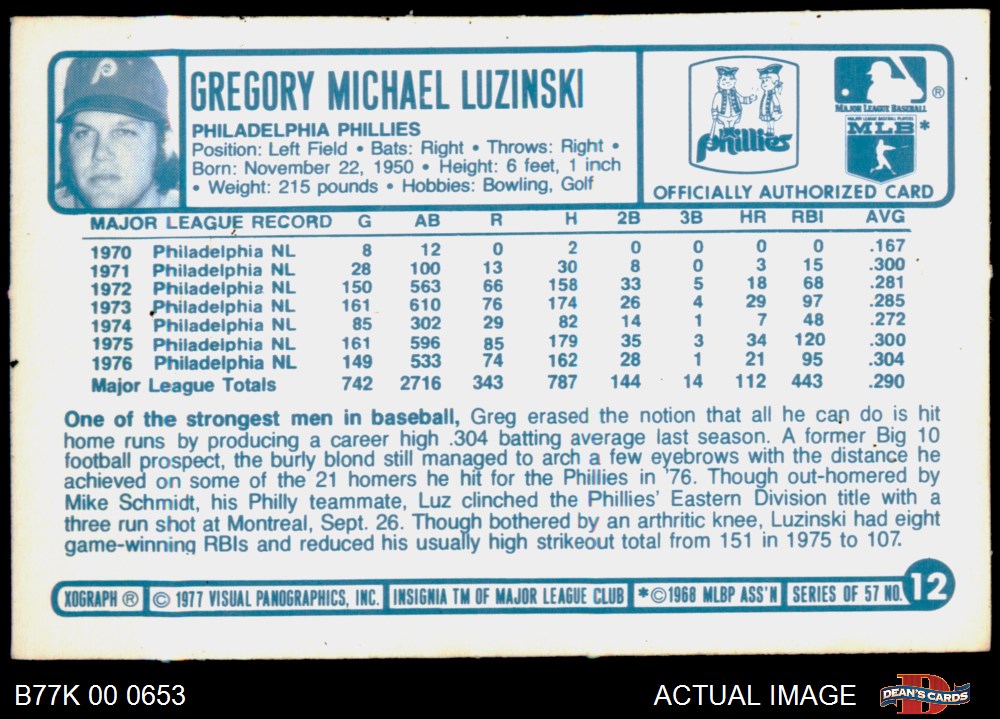 GREGORY MICHAEL LUZINSKI
PHILADELPHIA PHILLIES
Position: Left Field • Bats: Right • Throws: Right •
Born: November 22, 1950 • Height: 6 feet, 1 inch
• Weight: 215 pounds • Hobbies: Bowling, Golf
P
Phillies
®
MAJOR LEAGUE BASEBALL
MAJOR LEAGUE BASEBALL PLAYERS
MLB *
OFFICIALLY AUTHORIZED CARD
MAJOR LEAGUE RECORD G AB R H 2B 3B HR RBI AVG
1970 Philadelphia NL 8 12 0 2 0 0 0 0 .167
1971 Philadelphia NL 28 100 13 30 8 0 3 15 .300
1972 Philadelphia NL 150 563 66 158 33 5 18 68 .281
1973 Philadelphia NL 161 610 76 174 26 4 29 97 .285
1974 Philadelphia NL 85 302 29 82 14 1 7 48 .272
1975 Philadelphia NL 161 596 85 179 35 3 34 120 .300
1976 Philadelphia NL 149 533 74 162 28 1 21 95 .304
Major League Totals 742 2716 343 787 144 14 112 443 .290
One of the strongest men in baseball, Greg erased the notion that all he can do is hit
home runs by producing a career high .304 batting average last season. A former Big 10
football prospect, the burly blond still managed to arch a few eyebrows with the distance he
achieved on some of the 21 homers he hit for the Phillies in '76. Though out-homered by
Mike Schmidt, his Philly teammate, Luz clinched the Phillies' Eastern Division title with a
three run shot at Montreal, Sept. 26. Though bothered by an arthritic knee, Luzinski had eight
game-winning RBIs and reduced his usually high strikeout total from 151 in 1975 to 107.
XOGRAPH ® © 1977 VISUAL PANOGRAPHICS, INC. INSIGNIA TM OF MAJOR LEAGUE CLUB *©1968 MLBP ASS'N SERIES OF 57 NO. 12
B77K 00 0653 ACTUAL IMAGE DEAN'S CARDS